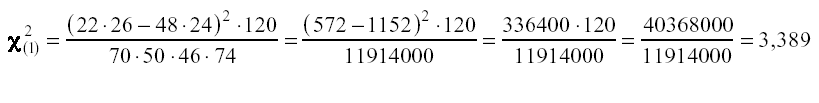 χ²₍₁₎ = (22·26−48·24)²·120 / 70·50·46·74 = (572−1152)²·120 / 11914000 = 336400·120 / 11914000 = 40368000 / 11914000 = 3,389